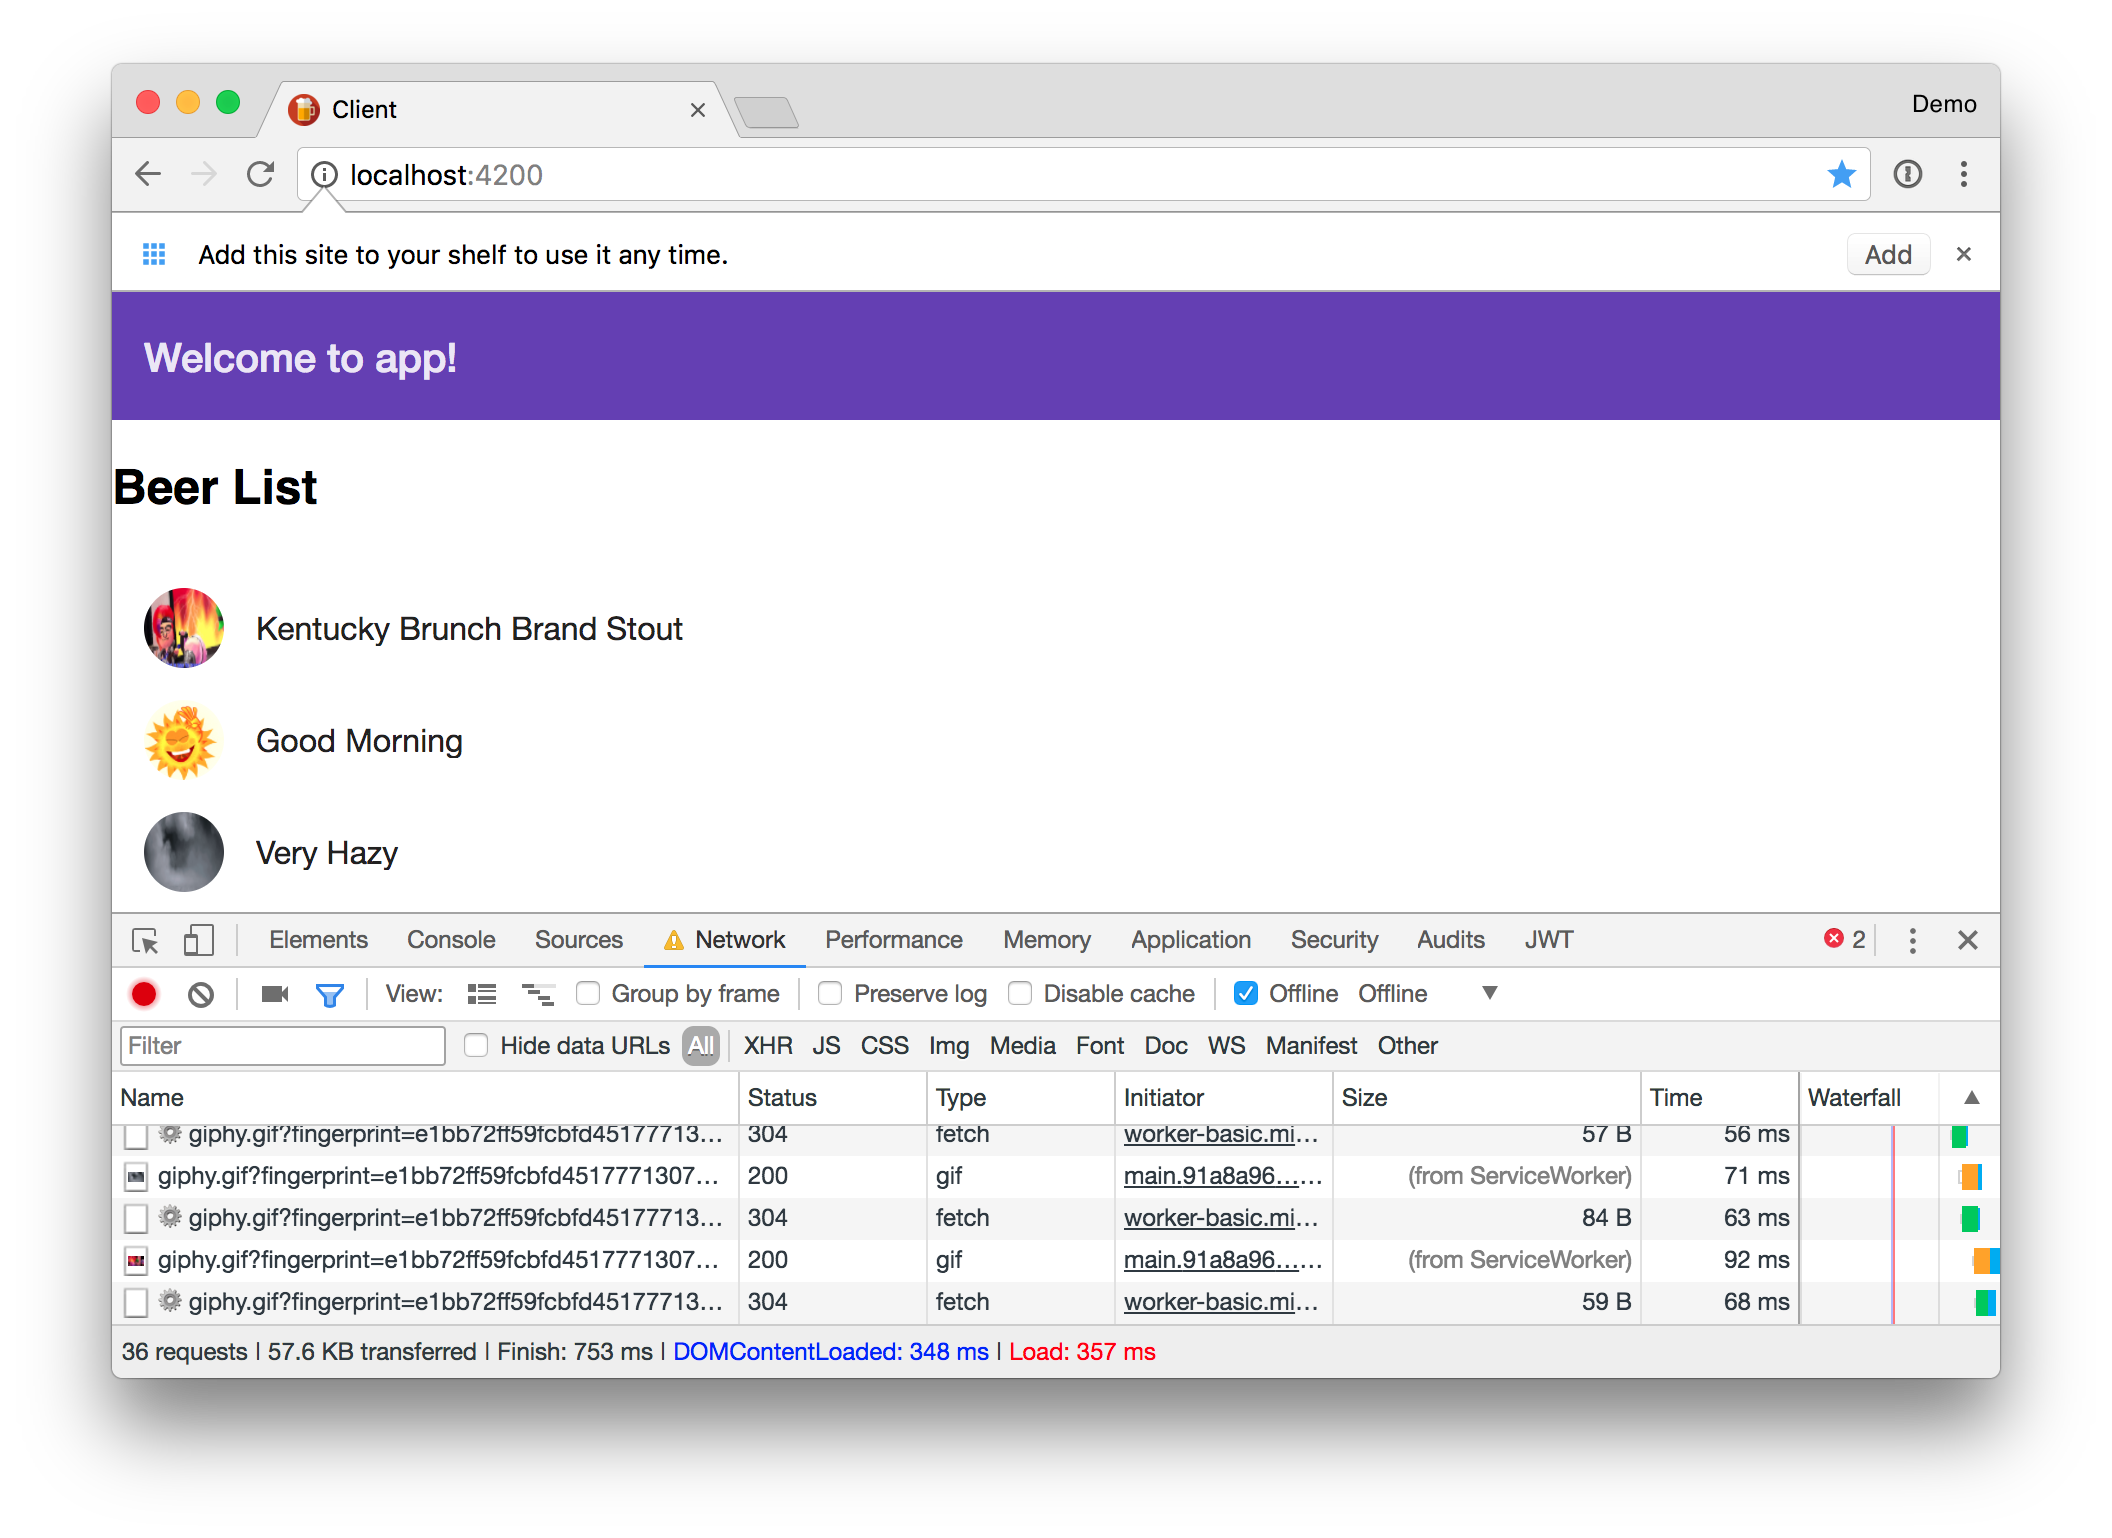 Client
Demo
localhost:4200
Add this site to your shelf to use it any time.
Add
Welcome to app!
Beer List
Kentucky Brunch Brand Stout
Good Morning
Very Hazy
Elements Console Sources Network Performance Memory Application Security Audits JWT 2
View: Group by frame Preserve log Disable cache Offline Offline
Filter Hide data URLs All XHR JS CSS Img Media Font Doc WS Manifest Other
Name Status Type Initiator Size Time Waterfall
giphy.gif?fingerprint=e1bb72ff59fcbfd45177713… 304 fetch worker-basic.mi… 57 B 56 ms
giphy.gif?fingerprint=e1bb72ff59fcbfd4517771307… 200 gif main.91a8a96…… (from ServiceWorker) 71 ms
giphy.gif?fingerprint=e1bb72ff59fcbfd45177713… 304 fetch worker-basic.mi… 84 B 63 ms
giphy.gif?fingerprint=e1bb72ff59fcbfd4517771307… 200 gif main.91a8a96…… (from ServiceWorker) 92 ms
giphy.gif?fingerprint=e1bb72ff59fcbfd45177713… 304 fetch worker-basic.mi… 59 B 68 ms
36 requests | 57.6 KB transferred | Finish: 753 ms | DOMContentLoaded: 348 ms | Load: 357 ms